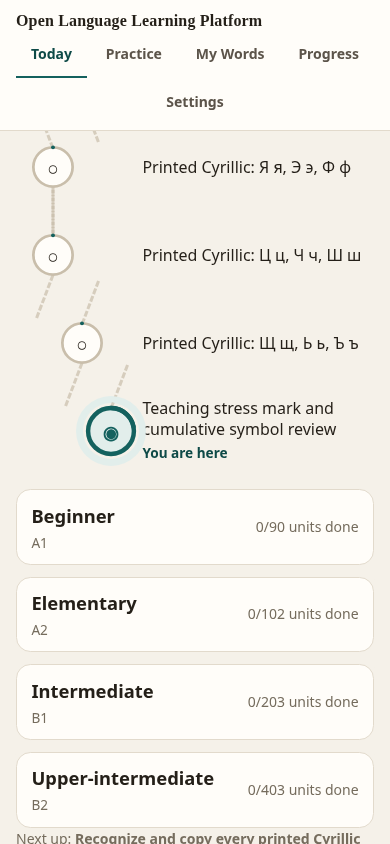 Open Language Learning Platform
Today
Practice
My Words
Progress
Settings
Printed Cyrillic: Я я, Э э, Ф ф
Printed Cyrillic: Ц ц, Ч ч, Ш ш
Printed Cyrillic: Щ щ, Ь ь, Ъ ъ
Teaching stress mark and
cumulative symbol review
You are here
Beginner
A1
0/90 units done
Elementary
A2
0/102 units done
Intermediate
B1
0/203 units done
Upper-intermediate
B2
0/403 units done
Next up: Recognize and copy every printed Cyrillic